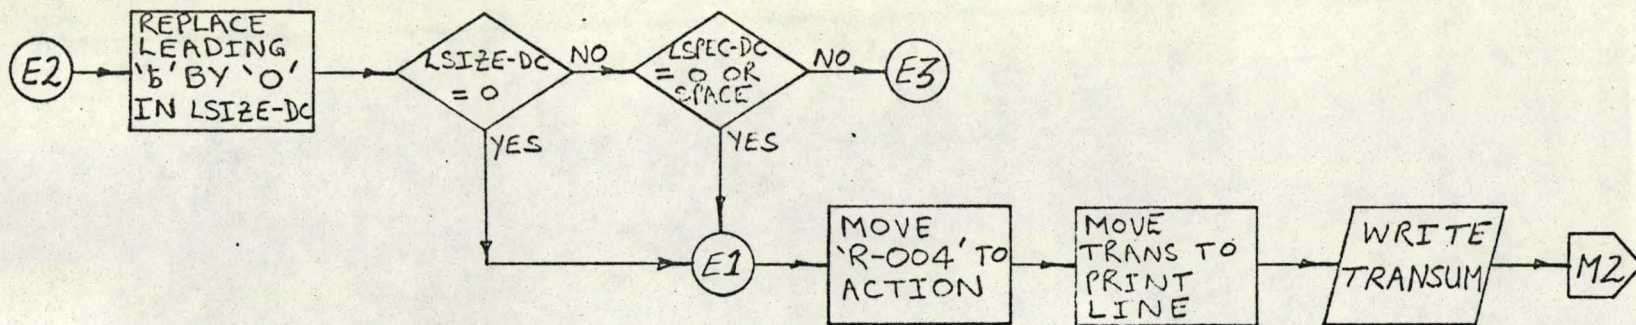 E2
REPLACE
LEADING
'ƀ' BY '0'
IN LSIZE-DC
LSIZE-DC
= 0
NO
YES
LSPEC-DC
= 0 OR
SPACE
NO
YES
E3
E1
MOVE
'R-004' TO
ACTION
MOVE
TRANS TO
PRINT
LINE
WRITE
TRANSUM
M2